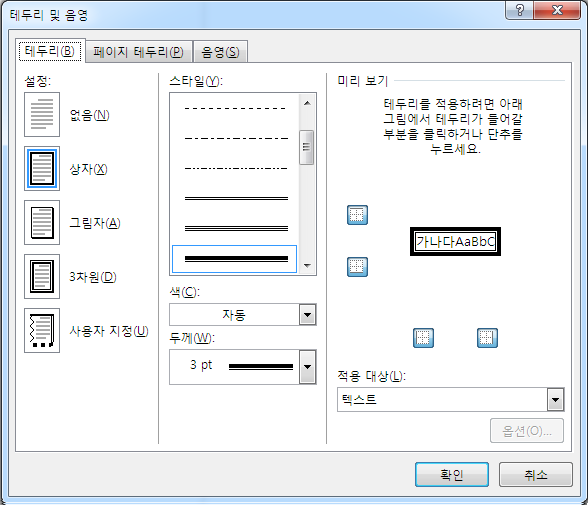 테두리 및 음영
테두리(B)
페이지 테두리(P)
음영(S)
설정:
없음(N)
상자(X)
그림자(A)
3차원(D)
사용자 지정(U)
스타일(Y):
색(C):
자동
두께(W):
3 pt
미리 보기
테두리를 적용하려면 아래
그림에서 테두리가 들어갈
부분을 클릭하거나 단추를
누르세요.
가나다AaBbC
적용 대상(L):
텍스트
옵션(O)...
확인
취소